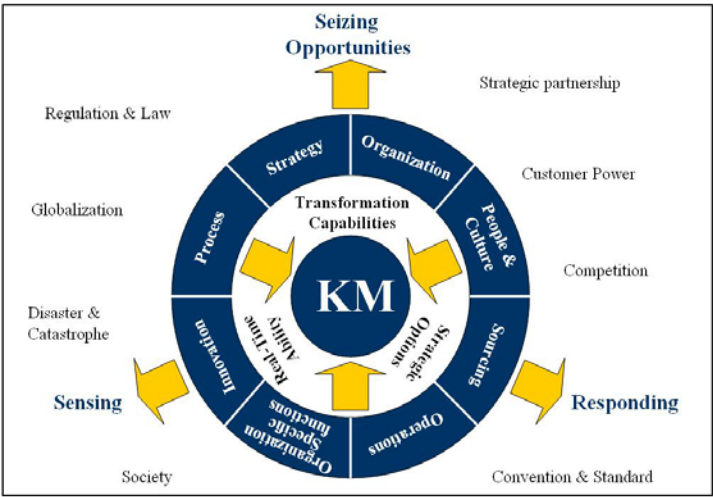 Seizing
Opportunities
Strategic partnership
Regulation & Law
Strategy
Organization
Customer Power
Transformation
Capabilities
Globalization
Process
People &
Culture
KM
Competition
Disaster &
Catastrophe
Real-Time
Ability
Strategic
Options
Innovation
Sourcing
Sensing
Responding
Organization
Specific
functions
Operations
Society
Convention & Standard